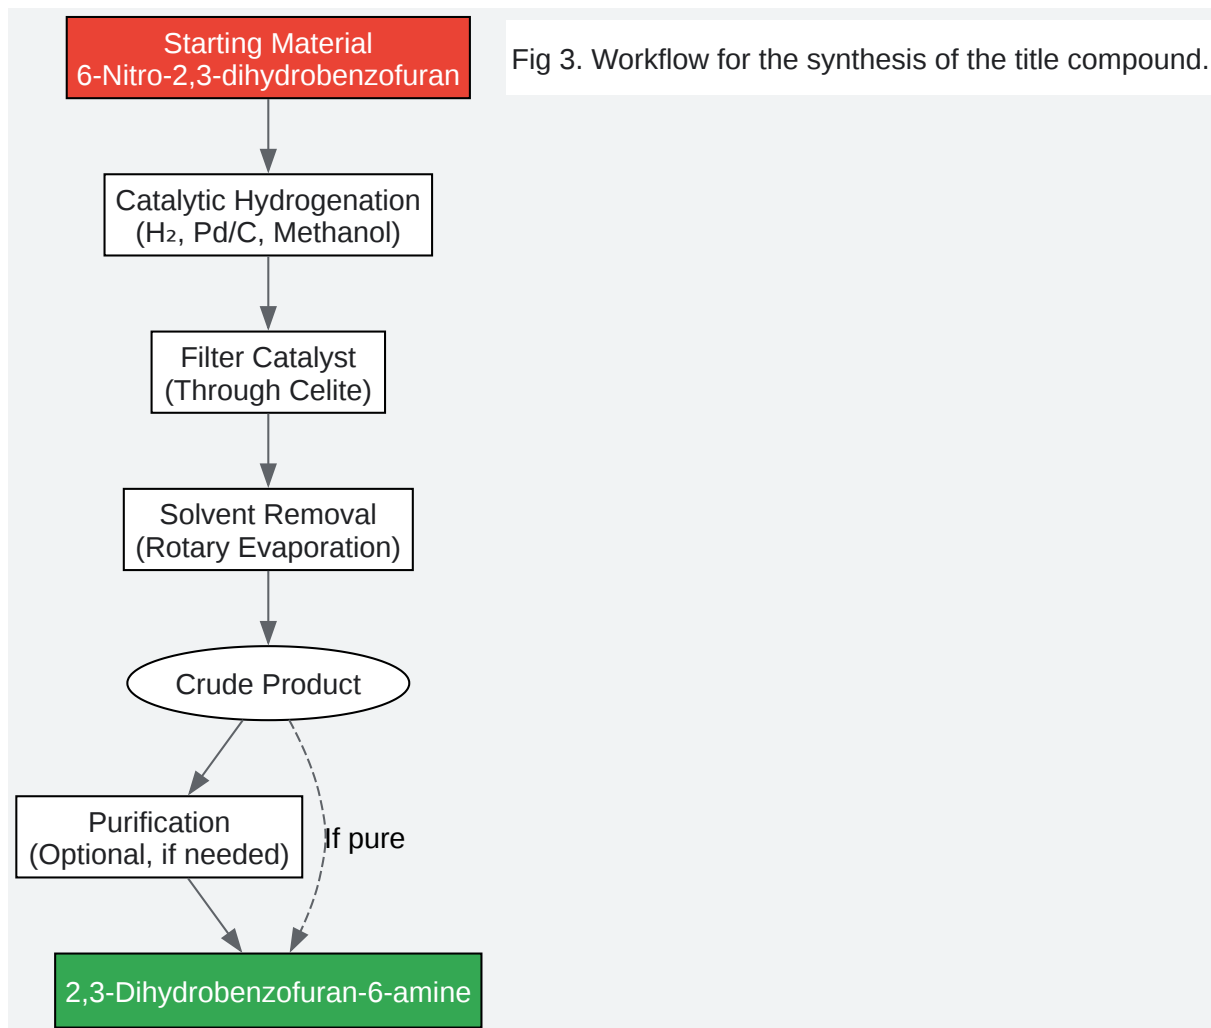 Starting Material
6-Nitro-2,3-dihydrobenzofuran
Fig 3. Workflow for the synthesis of the title compound.
Catalytic Hydrogenation
(H₂, Pd/C, Methanol)
Filter Catalyst
(Through Celite)
Solvent Removal
(Rotary Evaporation)
Crude Product
Purification
(Optional, if needed)
If pure
2,3-Dihydrobenzofuran-6-amine